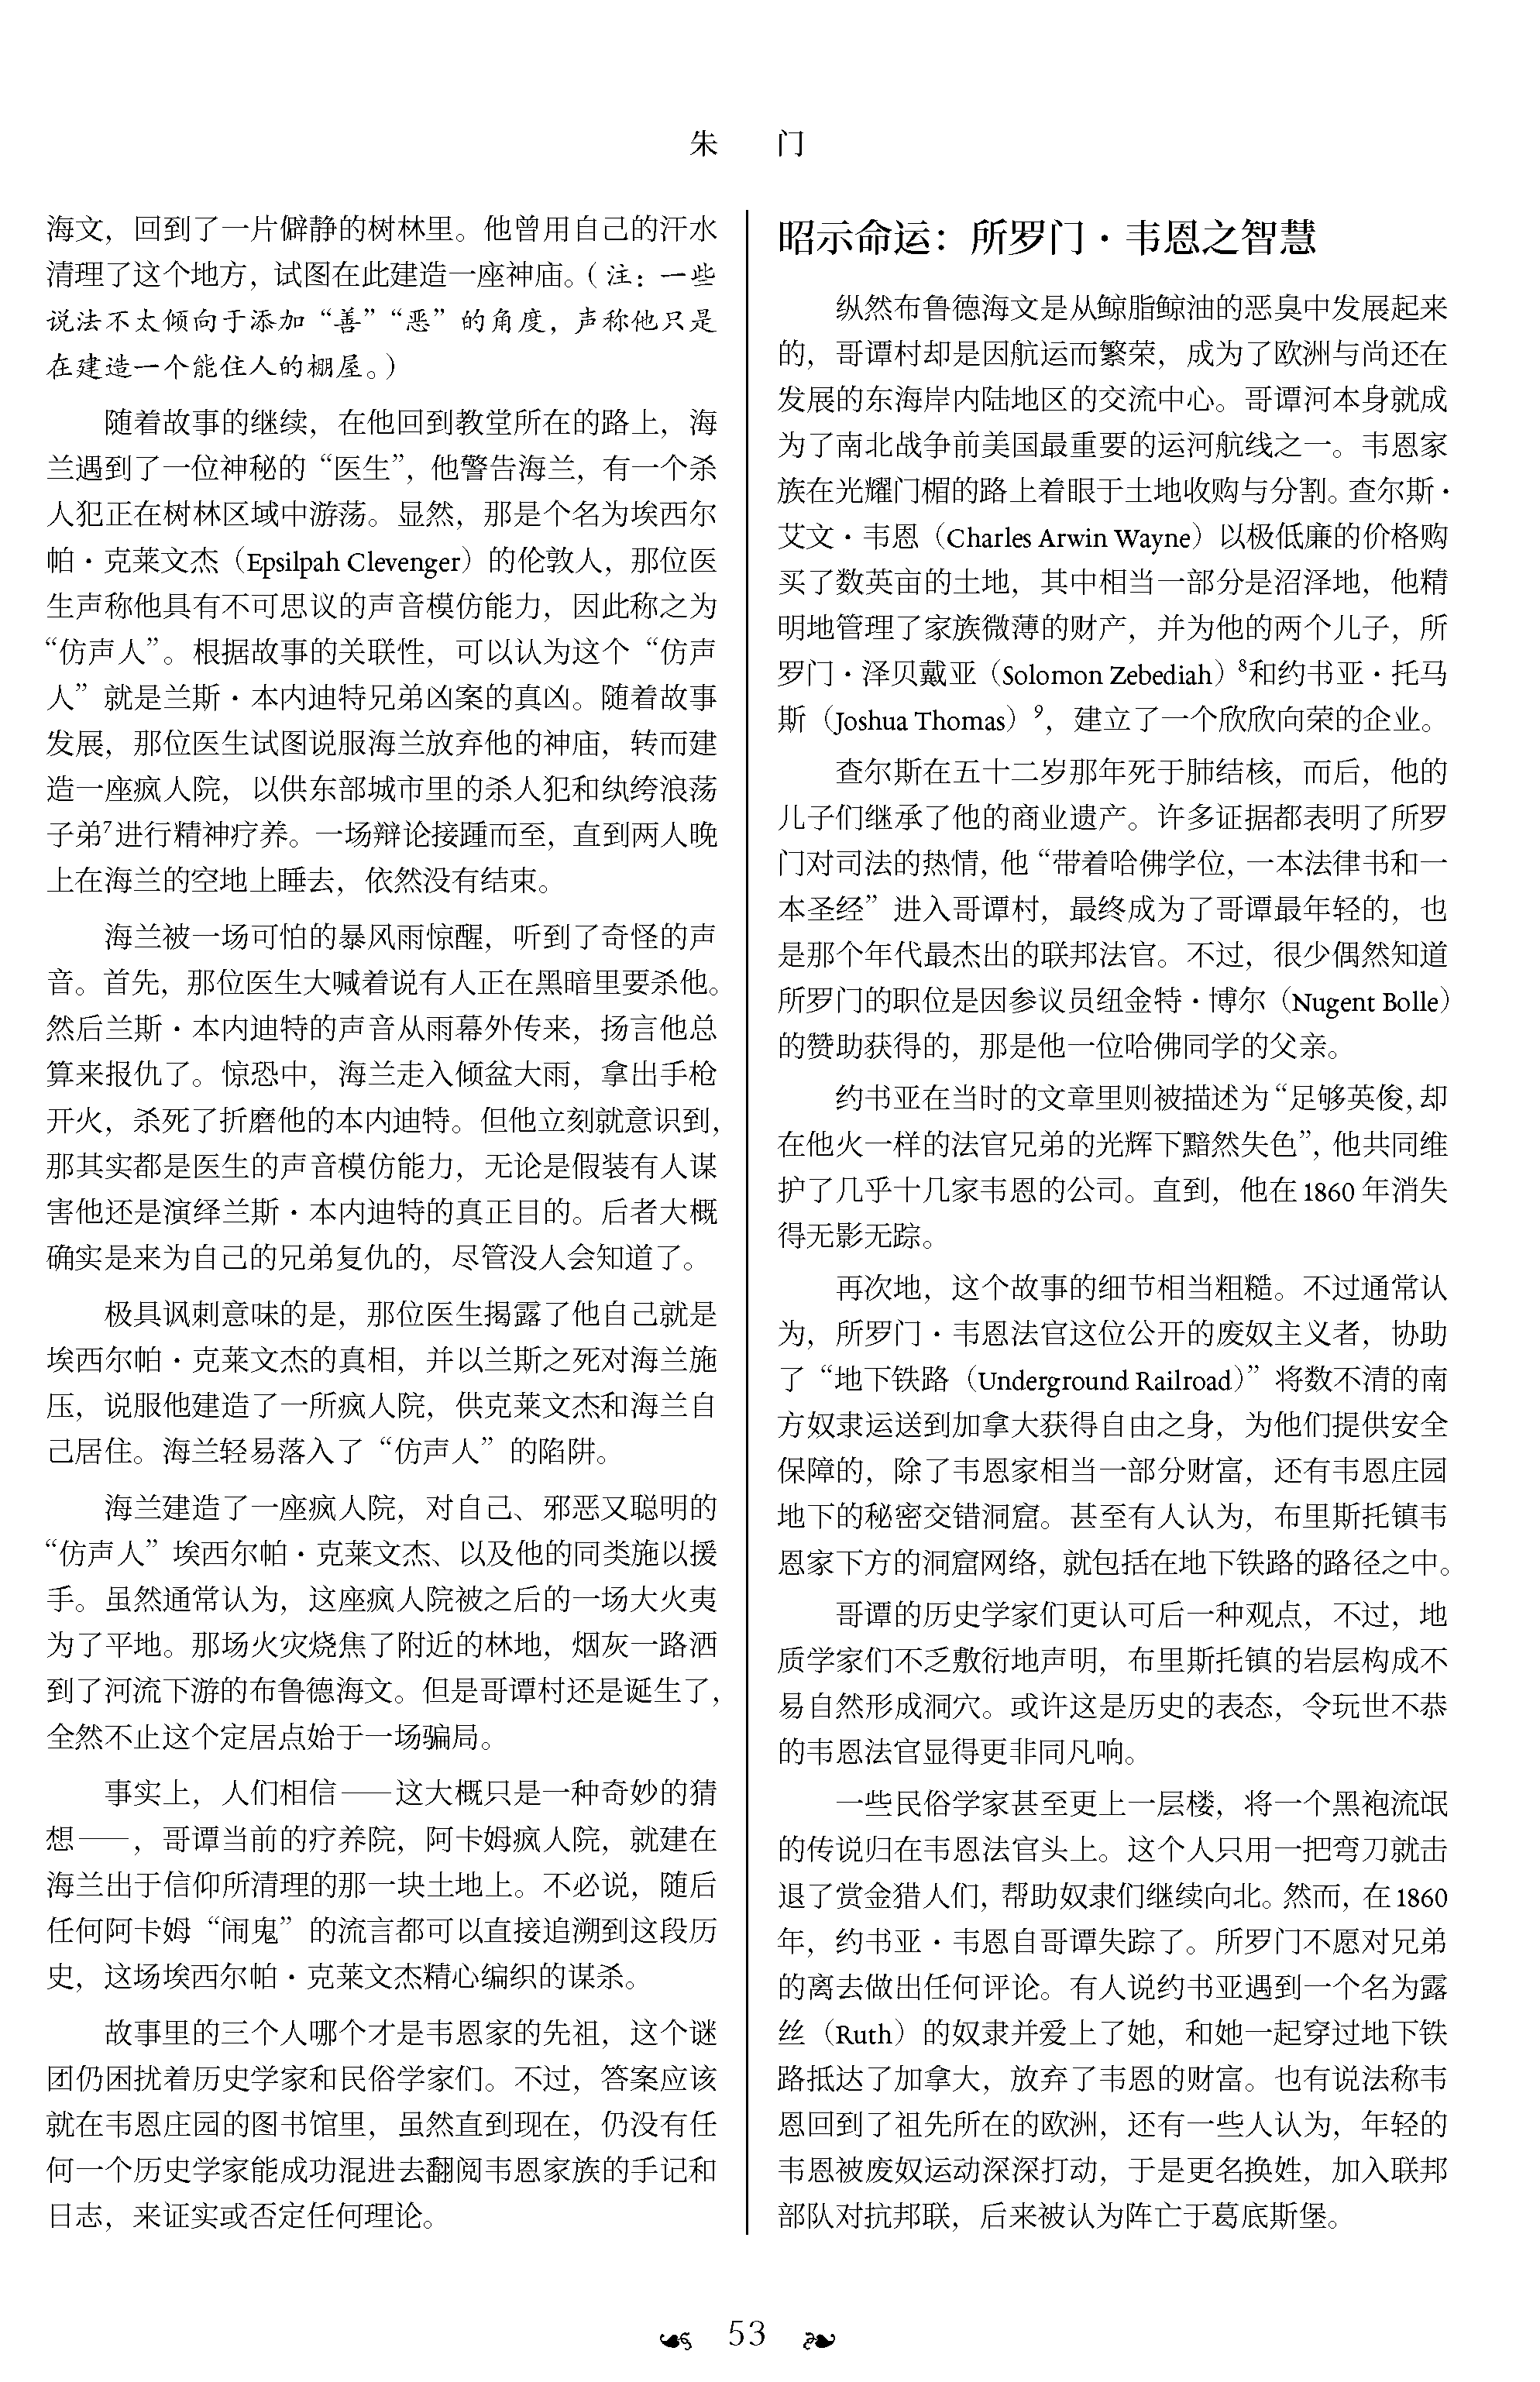 朱 门
海文，回到了一片僻静的树林里。他曾用自己的汗水
清理了这个地方，试图在此建造一座神庙。（注：一些
说法不太倾向于添加“善”“恶”的角度，声称他只是
在建造一个能住人的棚屋。）
随着故事的继续，在他回到教堂所在的路上，海
兰遇到了一位神秘的“医生”，他警告海兰，有一个杀
人犯正在树林区域中游荡。显然，那是个名为埃西尔
帕·克莱文杰（Epsilpah Clevenger）的伦敦人，那位医
生声称他具有不可思议的声音模仿能力，因此称之为
“仿声人”。根据故事的关联性，可以认为这个“仿声
人”就是兰斯·本内迪特兄弟凶案的真凶。随着故事
发展，那位医生试图说服海兰放弃他的神庙，转而建
造一座疯人院，以供东部城市里的杀人犯和纨绔浪荡
子弟⁷进行精神疗养。一场辩论接踵而至，直到两人晚
上在海兰的空地上睡去，依然没有结束。
海兰被一场可怕的暴风雨惊醒，听到了奇怪的声
音。首先，那位医生大喊着说有人正在黑暗里要杀他。
然后兰斯·本内迪特的声音从雨幕外传来，扬言他总
算来报仇了。惊恐中，海兰走入倾盆大雨，拿出手枪
开火，杀死了折磨他的本内迪特。但他立刻就意识到，
那其实都是医生的声音模仿能力，无论是假装有人谋
害他还是演绎兰斯·本内迪特的真正目的。后者大概
确实是来为自己的兄弟复仇的，尽管没人会知道了。
极具讽刺意味的是，那位医生揭露了他自己就是
埃西尔帕·克莱文杰的真相，并以兰斯之死对海兰施
压，说服他建造了一所疯人院，供克莱文杰和海兰自
己居住。海兰轻易落入了“仿声人”的陷阱。
海兰建造了一座疯人院，对自己、邪恶又聪明的
“仿声人”埃西尔帕·克莱文杰、以及他的同类施以援
手。虽然通常认为，这座疯人院被之后的一场大火夷
为了平地。那场火灾烧焦了附近的林地，烟灰一路洒
到了河流下游的布鲁德海文。但是哥谭村还是诞生了，
全然不止这个定居点始于一场骗局。
事实上，人们相信——这大概只是一种奇妙的猜
想——，哥谭当前的疗养院，阿卡姆疯人院，就建在
海兰出于信仰所清理的那一块土地上。不必说，随后
任何阿卡姆“闹鬼”的流言都可以直接追溯到这段历
史，这场埃西尔帕·克莱文杰精心编织的谋杀。
故事里的三个人哪个才是韦恩家的先祖，这个谜
团仍困扰着历史学家和民俗学家们。不过，答案应该
就在韦恩庄园的图书馆里，虽然直到现在，仍没有任
何一个历史学家能成功混进去翻阅韦恩家族的手记和
日志，来证实或否定任何理论。
昭示命运：所罗门·韦恩之智慧
纵然布鲁德海文是从鲸脂鲸油的恶臭中发展起来
的，哥谭村却是因航运而繁荣，成为了欧洲与尚还在
发展的东海岸内陆地区的交流中心。哥谭河本身就成
为了南北战争前美国最重要的运河航线之一。韦恩家
族在光耀门楣的路上着眼于土地收购与分割。查尔斯·
艾文·韦恩（Charles Arwin Wayne）以极低廉的价格购
买了数英亩的土地，其中相当一部分是沼泽地，他精
明地管理了家族微薄的财产，并为他的两个儿子，所
罗门·泽贝戴亚（Solomon Zebediah）⁸和约书亚·托马
斯（Joshua Thomas）⁹，建立了一个欣欣向荣的企业。
查尔斯在五十二岁那年死于肺结核，而后，他的
儿子们继承了他的商业遗产。许多证据都表明了所罗
门对司法的热情，他“带着哈佛学位，一本法律书和一
本圣经”进入哥谭村，最终成为了哥谭最年轻的，也
是那个年代最杰出的联邦法官。不过，很少偶然知道
所罗门的职位是因参议员纽金特·博尔（Nugent Bolle）
的赞助获得的，那是他一位哈佛同学的父亲。
约书亚在当时的文章里则被描述为“足够英俊，却
在他火一样的法官兄弟的光辉下黯然失色”，他共同维
护了几乎十几家韦恩的公司。直到，他在1860年消失
得无影无踪。
再次地，这个故事的细节相当粗糙。不过通常认
为，所罗门·韦恩法官这位公开的废奴主义者，协助
了“地下铁路（Underground Railroad）”将数不清的南
方奴隶运送到加拿大获得自由之身，为他们提供安全
保障的，除了韦恩家相当一部分财富，还有韦恩庄园
地下的秘密交错洞窟。甚至有人认为，布里斯托镇韦
恩家下方的洞窟网络，就包括在地下铁路的路径之中。
哥谭的历史学家们更认可后一种观点，不过，地
质学家们不乏敷衍地声明，布里斯托镇的岩层构成不
易自然形成洞穴。或许这是历史的表态，令玩世不恭
的韦恩法官显得更非同凡响。
一些民俗学家甚至更上一层楼，将一个黑袍流氓
的传说归在韦恩法官头上。这个人只用一把弯刀就击
退了赏金猎人们，帮助奴隶们继续向北。然而，在1860
年，约书亚·韦恩自哥谭失踪了。所罗门不愿对兄弟
的离去做出任何评论。有人说约书亚遇到一个名为露
丝（Ruth）的奴隶并爱上了她，和她一起穿过地下铁
路抵达了加拿大，放弃了韦恩的财富。也有说法称韦
恩回到了祖先所在的欧洲，还有一些人认为，年轻的
韦恩被废奴运动深深打动，于是更名换姓，加入联邦
部队对抗邦联，后来被认为阵亡于葛底斯堡。
53